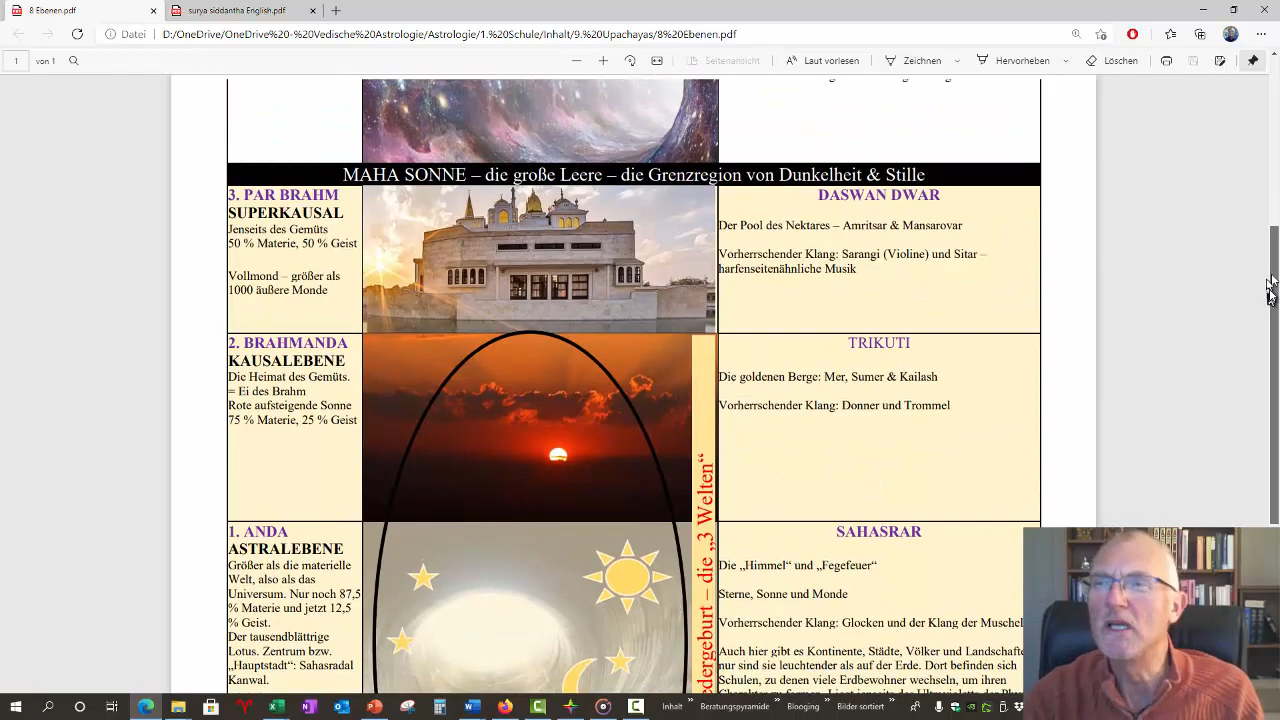 8 Ebenen.pdf
surya siddantha English.pdf
Datei
D:/OneDrive/OneDrive%20-%20Vedische%20Astrologie/Astrologie/1.%20Schule/Inhalt/9.%20Upachayas/8%20Ebenen.pdf
1 von 1
Seitenansicht
Laut vorlesen
Zeichnen
Hervorheben
Löschen
MAHA SONNE – die große Leere – die Grenzregion von Dunkelheit & Stille
3. PAR BRAHM
SUPERKAUSAL
Jenseits des Gemüts
50 % Materie, 50 % Geist
Vollmond – größer als
1000 äußere Monde
DASWAN DWAR
Der Pool des Nektares – Amritsar & Mansarovar
Vorherrschender Klang: Sarangi (Violine) und Sitar –
harfenseitenähnliche Musik
2. BRAHMANDA
KAUSALEBENE
Die Heimat des Gemüts.
= Ei des Brahm
Rote aufsteigende Sonne
75 % Materie, 25 % Geist
TRIKUTI
Die goldenen Berge: Mer, Sumer & Kailash
Vorherrschender Klang: Donner und Trommel
edergeburt – die „3 Welten“
1. ANDA
ASTRALEBENE
Größer als die materielle
Welt, also als das
Universum. Nur noch 87,5
% Materie und jetzt 12,5
% Geist.
Der tausendblättrige
Lotus. Zentrum bzw.
„Hauptstadt“: Sahasradal
Kanwal.
SAHASRAR
Die „Himmel“ und „Fegefeuer“
Sterne, Sonne und Monde
Vorherrschender Klang: Glocken und der Klang der Muschel
Auch hier gibt es Kontinente, Städte, Völker und Landschafte
nur sind sie leuchtender als auf der Erde. Dort befinden sich
Schulen, zu denen viele Erdbewohner wechseln, um ihren
Inhalt
Beratungspyramide
Blooging
Bilder sortiert